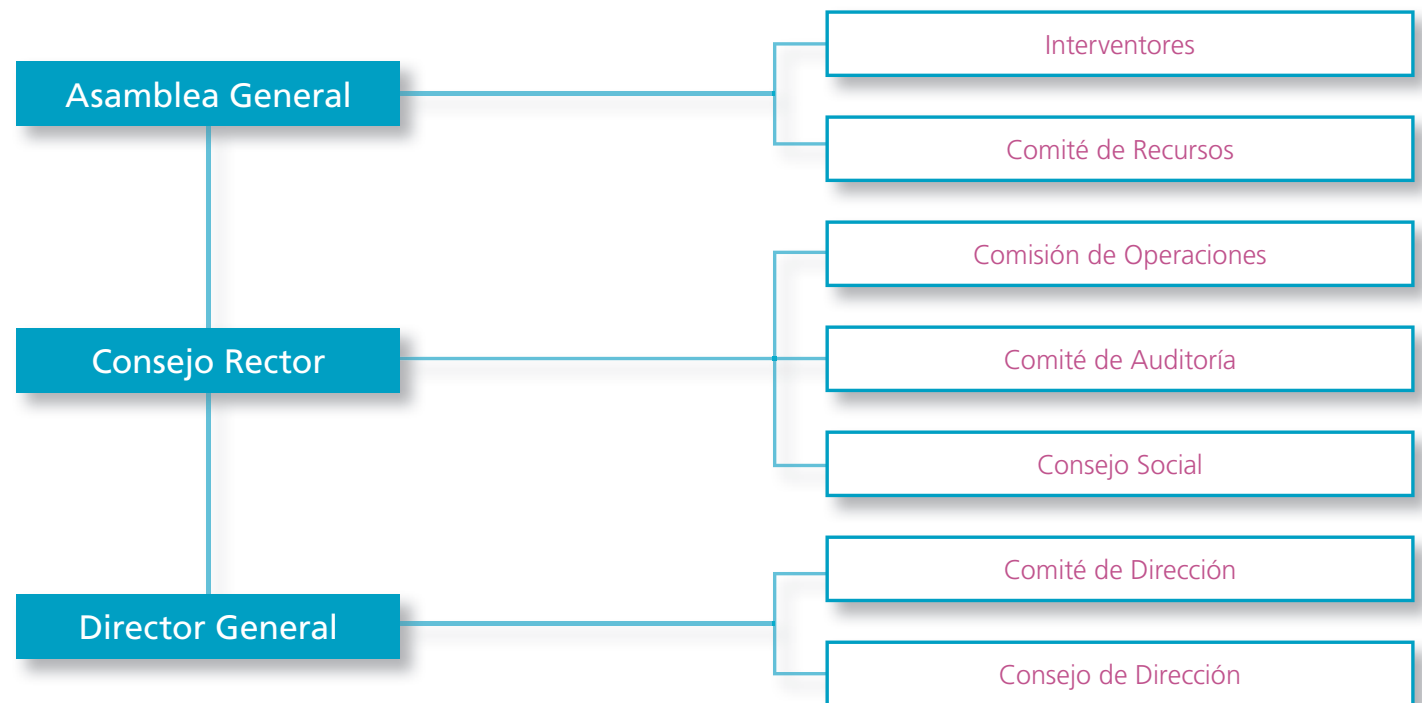 Asamblea General
Interventores
Comité de Recursos
Consejo Rector
Comisión de Operaciones
Comité de Auditoría
Consejo Social
Director General
Comité de Dirección
Consejo de Dirección